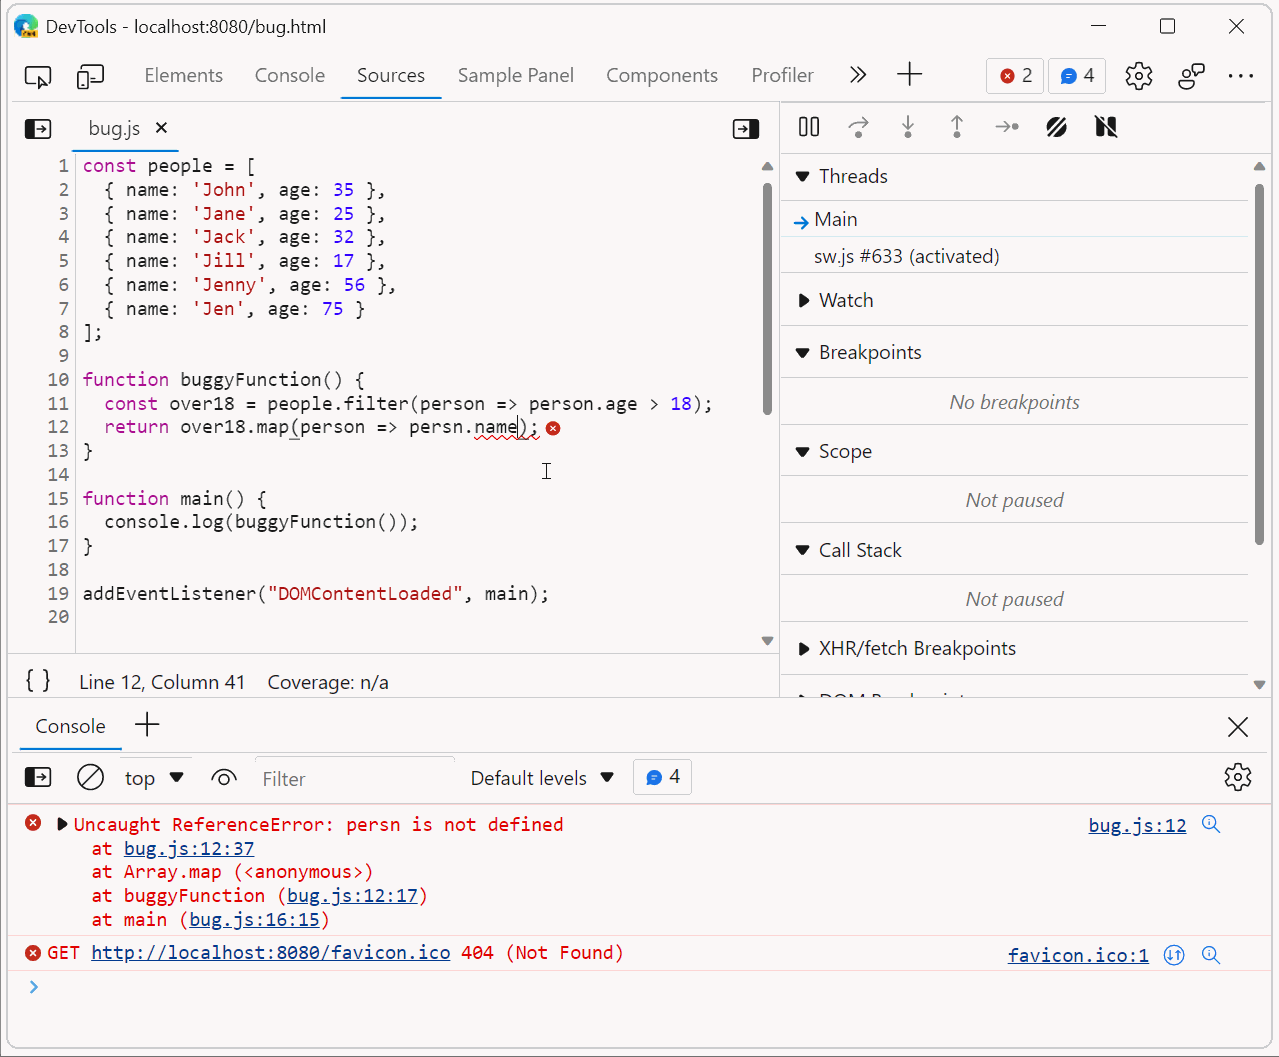 DevTools - localhost:8080/bug.html
Elements Console Sources Sample Panel Components Profiler 2 4
bug.js
1 const people = [
2 { name: 'John', age: 35 },
3 { name: 'Jane', age: 25 },
4 { name: 'Jack', age: 32 },
5 { name: 'Jill', age: 17 },
6 { name: 'Jenny', age: 56 },
7 { name: 'Jen', age: 75 }
8 ];
9
10 function buggyFunction() {
11 const over18 = people.filter(person => person.age > 18);
12 return over18.map(person => persn.name);
13 }
14
15 function main() {
16 console.log(buggyFunction());
17 }
18
19 addEventListener("DOMContentLoaded", main);
20
{ } Line 12, Column 41 Coverage: n/a
Threads
Main
sw.js #633 (activated)
Watch
Breakpoints
No breakpoints
Scope
Not paused
Call Stack
Not paused
XHR/fetch Breakpoints
Console
top Filter Default levels 4
Uncaught ReferenceError: persn is not defined bug.js:12
at bug.js:12:37
at Array.map (<anonymous>)
at buggyFunction (bug.js:12:17)
at main (bug.js:16:15)
GET http://localhost:8080/favicon.ico 404 (Not Found) favicon.ico:1